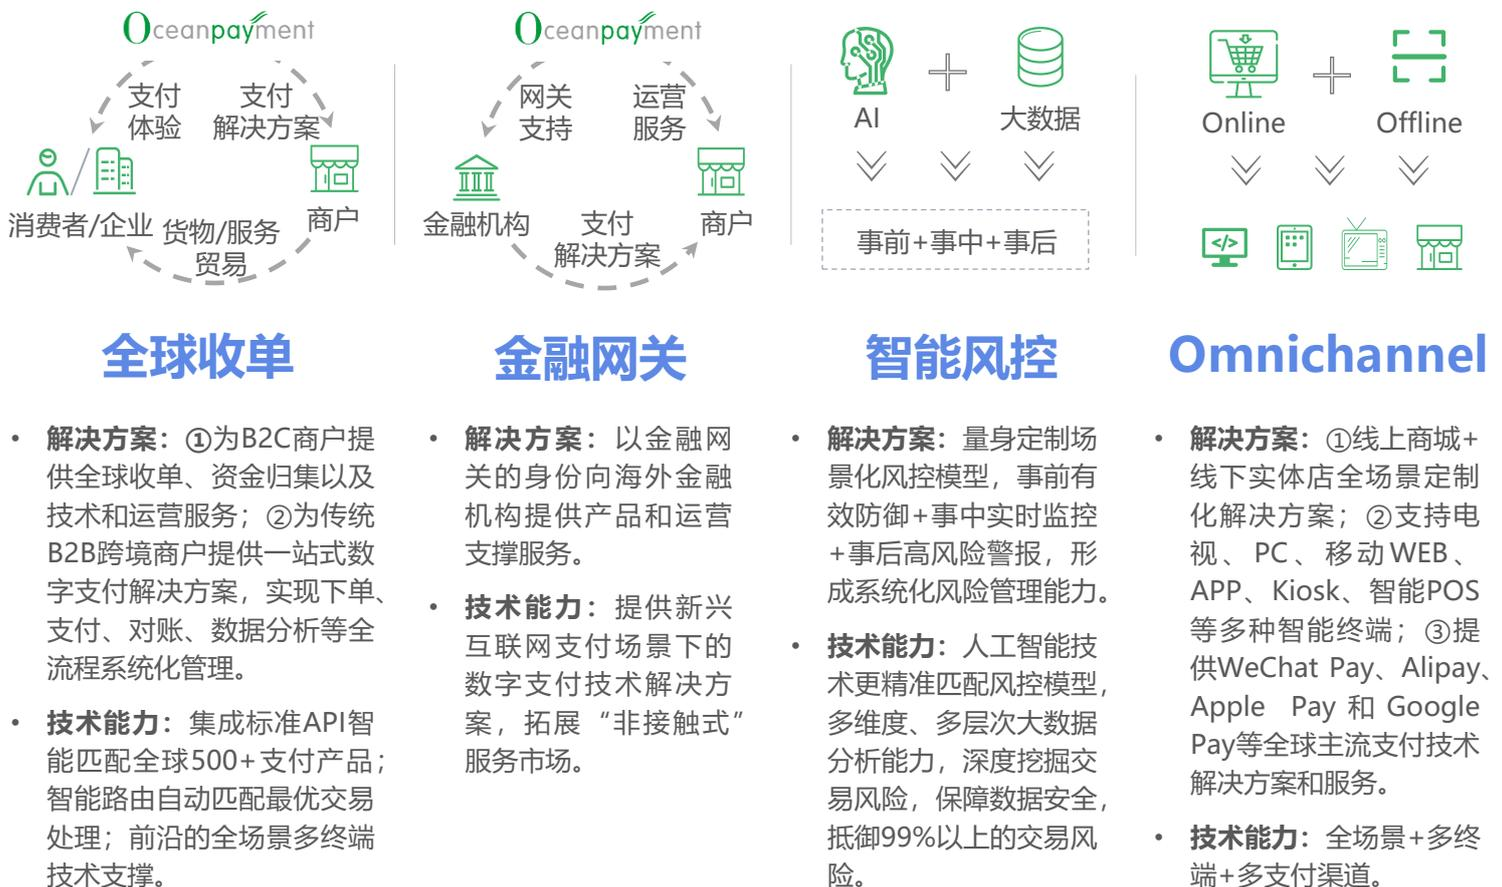 Oceanpayment
支付
体验
支付
解决方案
消费者/企业
商户
货物/服务
贸易
Oceanpayment
网关
支持
运营
服务
金融机构
商户
支付
解决方案
AI
大数据
事前+事中+事后
Online
Offline
</>
全球收单
• 解决方案：①为B2C商户提
供全球收单、资金归集以及
技术和运营服务；②为传统
B2B跨境商户提供一站式数
字支付解决方案，实现下单、
支付、对账、数据分析等全
流程系统化管理。
• 技术能力：集成标准API智
能匹配全球500+支付产品；
智能路由自动匹配最优交易
处理；前沿的全场景多终端
技术支撑。
金融网关
• 解决方案：以金融网
关的身份向海外金融
机构提供产品和运营
支撑服务。
• 技术能力：提供新兴
互联网支付场景下的
数字支付技术解决方
案，拓展“非接触式”
服务市场。
智能风控
• 解决方案：量身定制场
景化风控模型，事前有
效防御+事中实时监控
+事后高风险警报，形
成系统化风险管理能力。
• 技术能力：人工智能技
术更精准匹配风控模型，
多维度、多层次大数据
分析能力，深度挖掘交
易风险，保障数据安全，
抵御99%以上的交易风
险。
Omnichannel
• 解决方案：①线上商城+
线下实体店全场景定制
化解决方案；②支持电
视、PC、移动WEB、
APP、Kiosk、智能POS
等多种智能终端；③提
供WeChat Pay、Alipay、
Apple Pay 和 Google
Pay等全球主流支付技术
解决方案和服务。
• 技术能力：全场景+多终
端+多支付渠道。